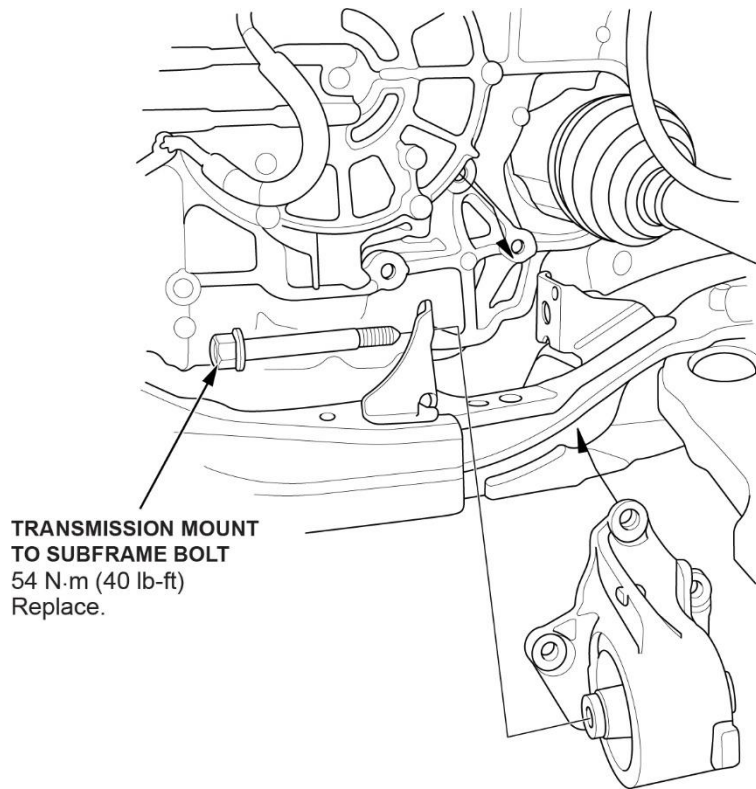 TRANSMISSION MOUNT
TO SUBFRAME BOLT
54 N·m (40 lb-ft)
Replace.